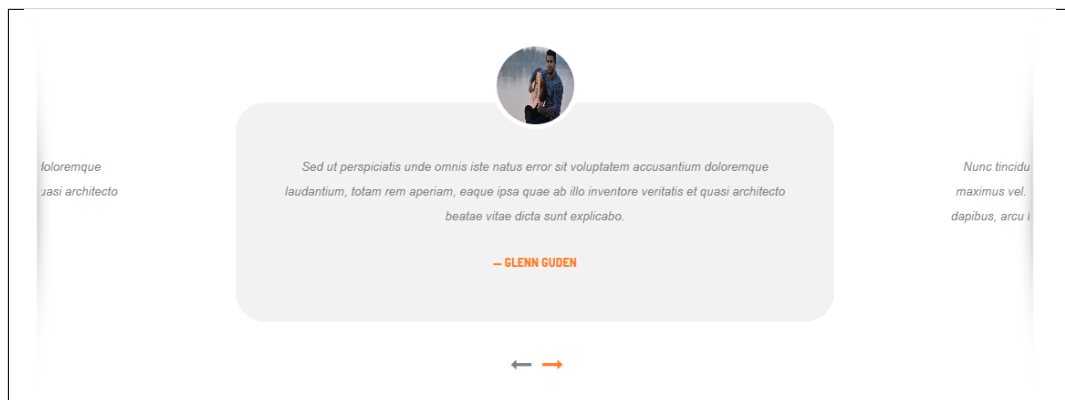 doloremque
quasi architecto
Sed ut perspiciatis unde omnis iste natus error sit voluptatem accusantium doloremque
laudantium, totam rem aperiam, eaque ipsa quae ab illo inventore veritatis et quasi architecto
beatae vitae dicta sunt explicabo.
— GLENN GUDEN
Nunc tincidu
maximus vel.
dapibus, arcu